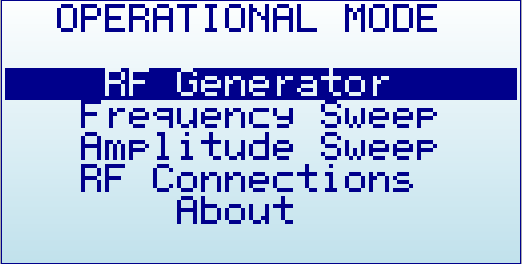 OPERATIONAL MODE
RF Generator
Frequency Sweep
Amplitude Sweep
RF Connections
About